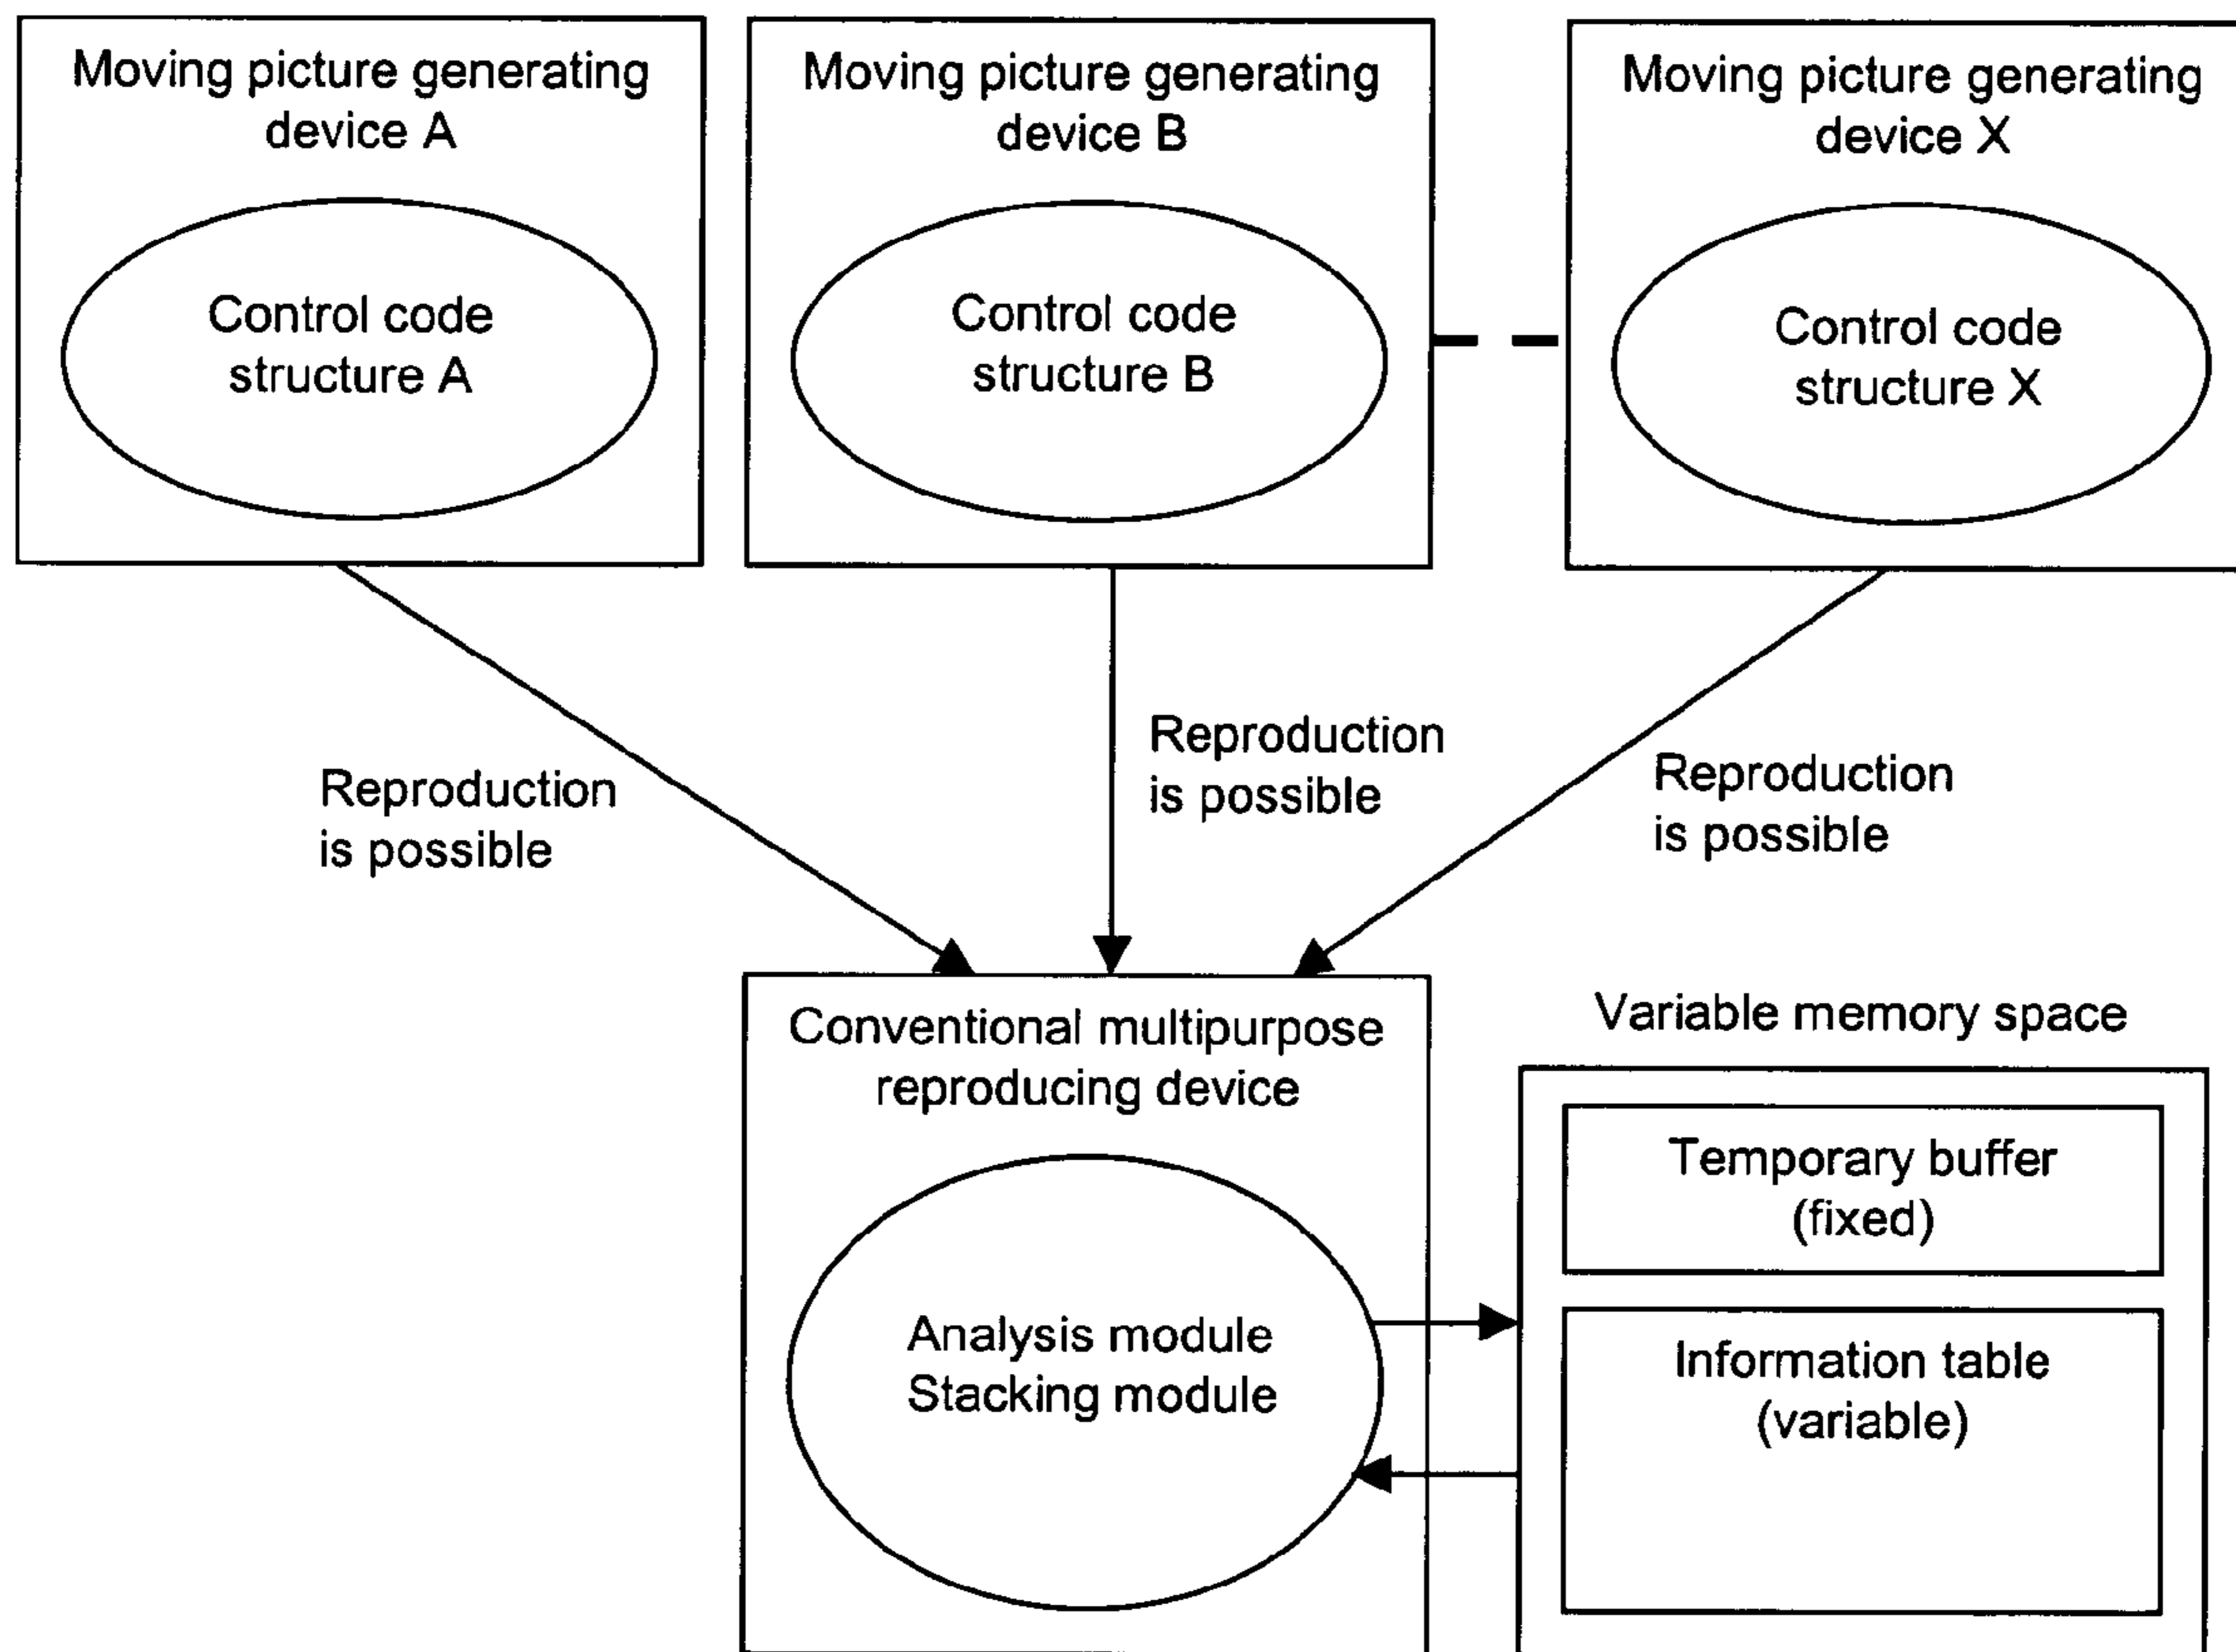 Moving picture generating
device A
Control code
structure A
Moving picture generating
device B
Control code
structure B
Moving picture generating
device X
Control code
structure X
Reproduction
is possible
Reproduction
is possible
Reproduction
is possible
Conventional multipurpose
reproducing device
Analysis module
Stacking module
Variable memory space
Temporary buffer
(fixed)
Information table
(variable)